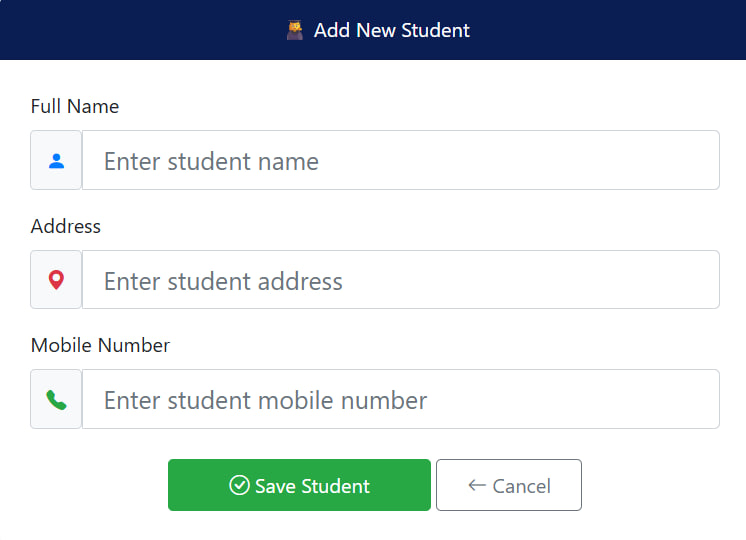 Add New Student
Full Name
Enter student name
Address
Enter student address
Mobile Number
Enter student mobile number
Save Student
Cancel